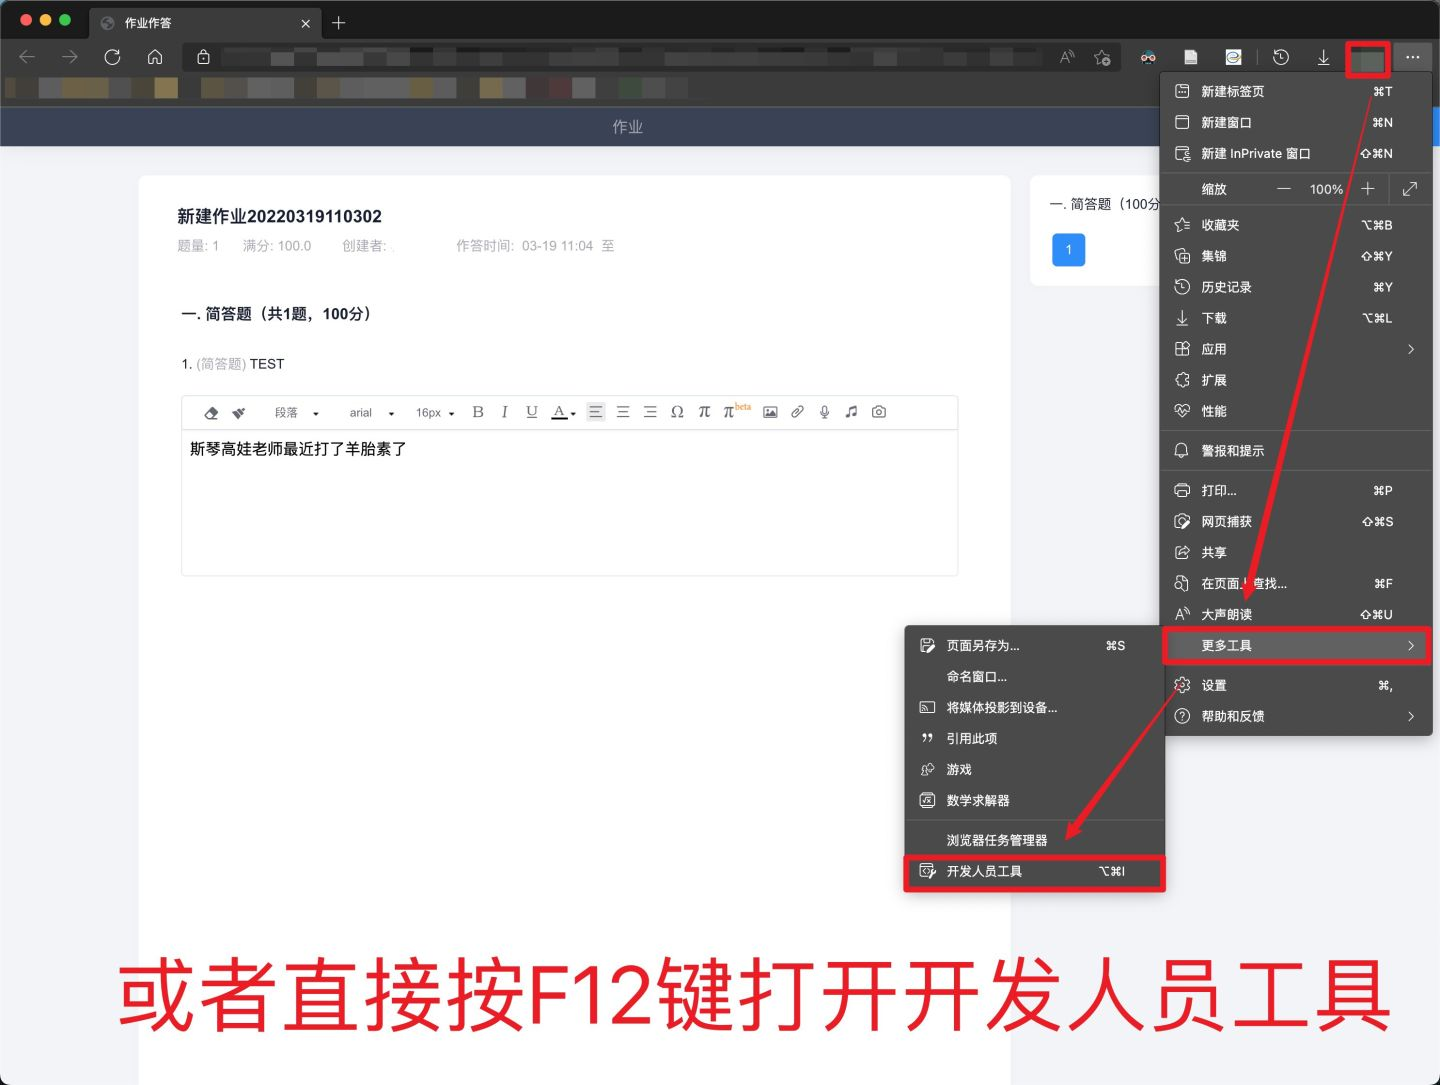 作业作答
作业
新建作业20220319110302
题量: 1 满分: 100.0 创建者: 作答时间: 03-19 11:04 至
一. 简答题（共1题，100分）
1. (简答题) TEST
段落 arial 16px B I U A Ω π πbeta
斯琴高娃老师最近打了羊胎素了
一. 简答题（100分
1
新建标签页 ⌘T
新建窗口 ⌘N
新建 InPrivate 窗口 ⇧⌘N
缩放 — 100% +
收藏夹 ⌥⌘B
集锦 ⇧⌘Y
历史记录 ⌘Y
下载 ⌥⌘L
应用
扩展
性能
警报和提示
打印... ⌘P
网页捕获 ⇧⌘S
共享
在页面上查找... ⌘F
大声朗读 ⇧⌘U
更多工具
设置 ⌘,
帮助和反馈
页面另存为... ⌘S
命名窗口...
将媒体投影到设备...
引用此项
游戏
数学求解器
浏览器任务管理器
开发人员工具 ⌥⌘I
或者直接按F12键打开开发人员工具